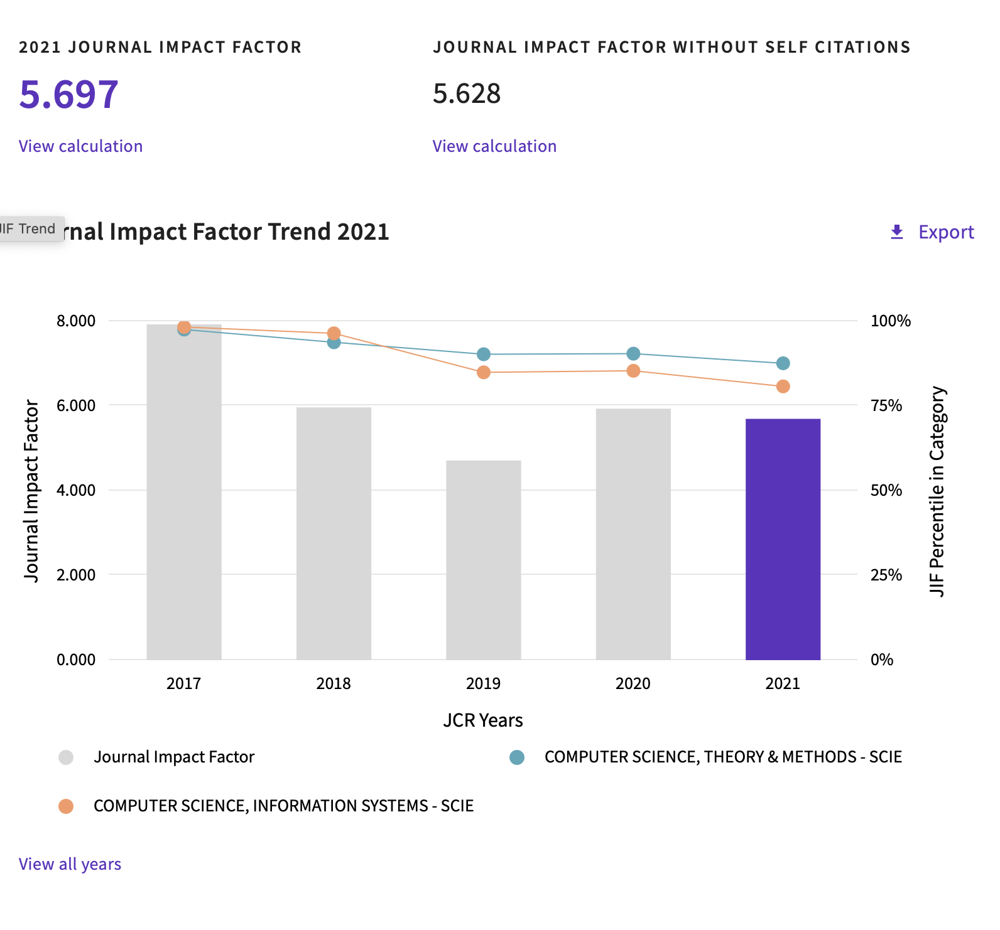 2021 JOURNAL IMPACT FACTOR
5.697
View calculation
JOURNAL IMPACT FACTOR WITHOUT SELF CITATIONS
5.628
View calculation
JIF Trend
rnal Impact Factor Trend 2021
Export
8.000
6.000
4.000
2.000
0.000
Journal Impact Factor
100%
75%
50%
25%
0%
JIF Percentile in Category
2017
2018
2019
2020
2021
JCR Years
Journal Impact Factor
COMPUTER SCIENCE, THEORY & METHODS - SCIE
COMPUTER SCIENCE, INFORMATION SYSTEMS - SCIE
View all years